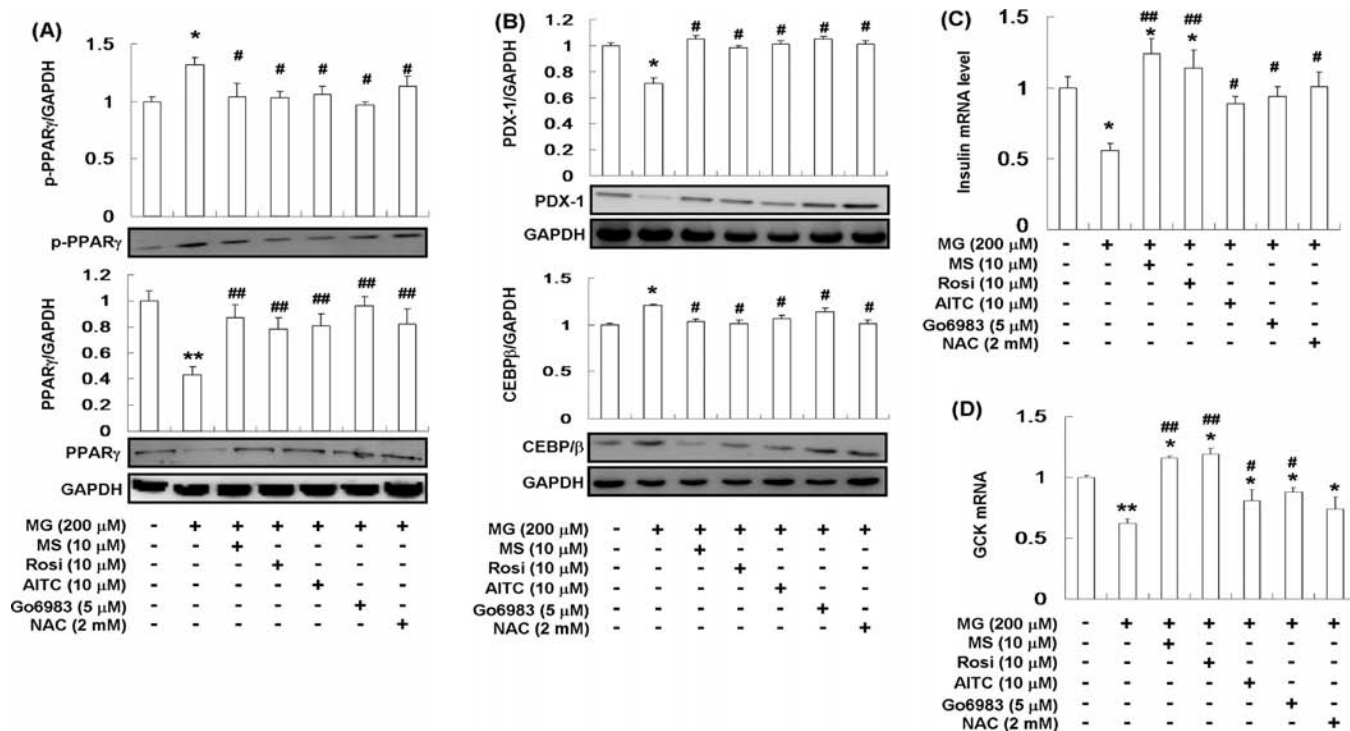 (A)
p-PPARγ/GAPDH
1.5
1
0.5
0
*
#
#
#
#
#
p-PPARγ
PPARγ/GAPDH
1.2
1
0.8
0.6
0.4
0.2
0
**
##
##
##
##
##
PPARγ
GAPDH
MG (200 μM) - + + + + + +
MS (10 μM) - - + - - - -
Rosi (10 μM) - - - + - - -
AITC (10 μM) - - - - + - -
Go6983 (5 μM) - - - - - + -
NAC (2 mM) - - - - - - +
(B)
PDX-1/GAPDH
1.2
1
0.8
0.6
0.4
0.2
0
*
#
#
#
#
#
PDX-1
GAPDH
CEBPβ/GAPDH
1.5
1
0.5
0
*
#
#
#
#
#
CEBP/β
GAPDH
MG (200 μM) - + + + + + +
MS (10 μM) - - + - - - -
Rosi (10 μM) - - - + - - -
AITC (10 μM) - - - - + - -
Go6983 (5 μM) - - - - - + -
NAC (2 mM) - - - - - - +
(C)
Insulin mRNA level
1.5
1
0.5
0
*
##
*
##
*
#
#
#
MG (200 μM) - + + + + + +
MS (10 μM) - - + - - - -
Rosi (10 μM) - - - + - - -
AITC (10 μM) - - - - + - -
Go6983 (5 μM) - - - - - + -
NAC (2 mM) - - - - - - +
(D)
GCK mRNA
1.5
1
0.5
0
**
##
*
##
*
#
*
#
*
*
MG (200 μM) - + + + + + +
MS (10 μM) - - + - - - -
Rosi (10 μM) - - - + - - -
AITC (10 μM) - - - - + - -
Go6983 (5 μM) - - - - - + -
NAC (2 mM) - - - - - - +